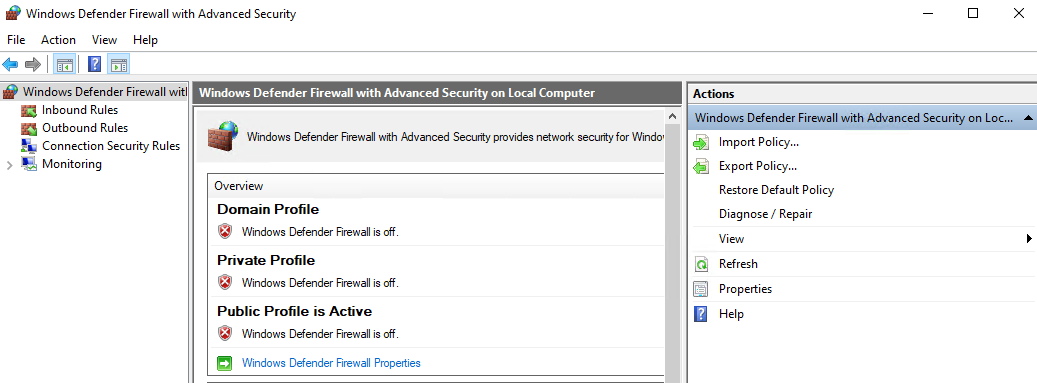 Windows Defender Firewall with Advanced Security
File Action View Help
Windows Defender Firewall with
Inbound Rules
Outbound Rules
Connection Security Rules
Monitoring
Windows Defender Firewall with Advanced Security on Local Computer
Windows Defender Firewall with Advanced Security provides network security for Window
Overview
Domain Profile
Windows Defender Firewall is off.
Private Profile
Windows Defender Firewall is off.
Public Profile is Active
Windows Defender Firewall is off.
Windows Defender Firewall Properties
Actions
Windows Defender Firewall with Advanced Security on Loc...
Import Policy...
Export Policy...
Restore Default Policy
Diagnose / Repair
View
Refresh
Properties
Help